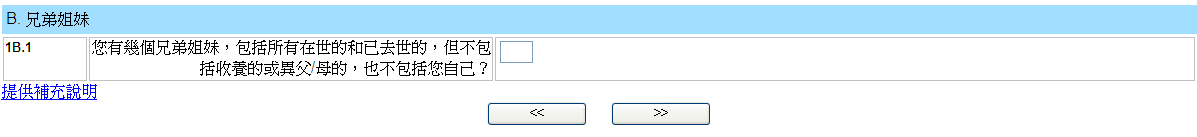 B. 兄弟姐妹
1B.1
您有幾個兄弟姐妹，包括所有在世的和已去世的，但不包
括收養的或異父/母的，也不包括您自己？
提供補充說明
<< >>